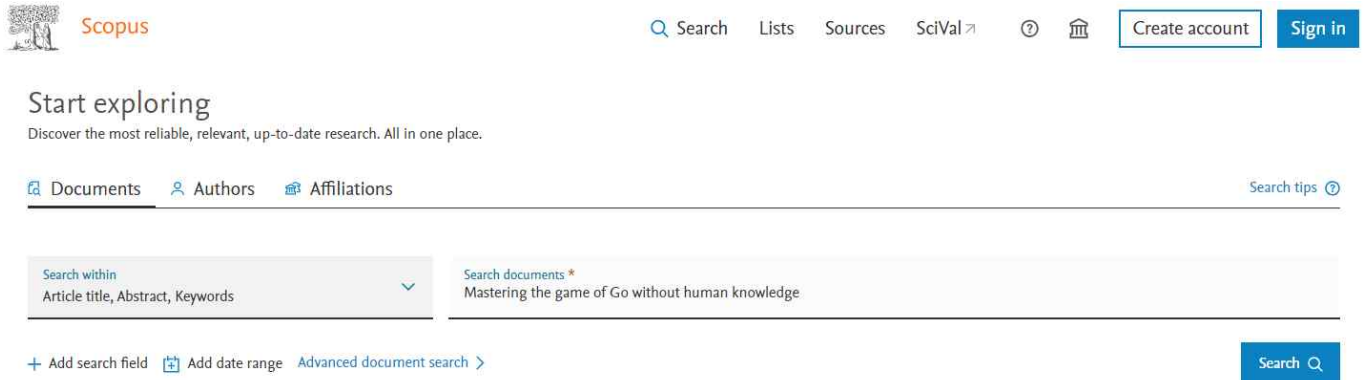 Scopus
Search Lists Sources SciVal Create account Sign in
Start exploring
Discover the most reliable, relevant, up-to-date research. All in one place.
Documents Authors Affiliations Search tips
Search within
Article title, Abstract, Keywords
Search documents *
Mastering the game of Go without human knowledge
Add search field Add date range Advanced document search Search